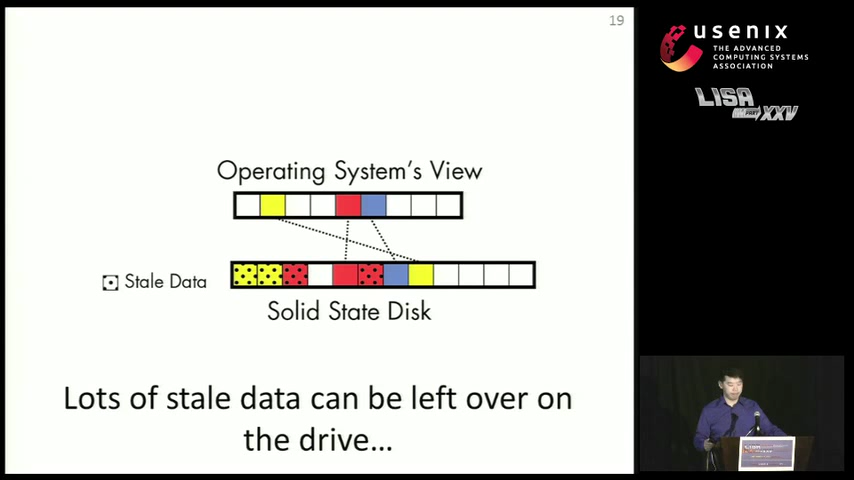 19
Operating System's View
Stale Data
Solid State Disk
Lots of stale data can be left over on
the drive…
usenix
THE ADVANCED
COMPUTING SYSTEMS
ASSOCIATION
LISA
XXV